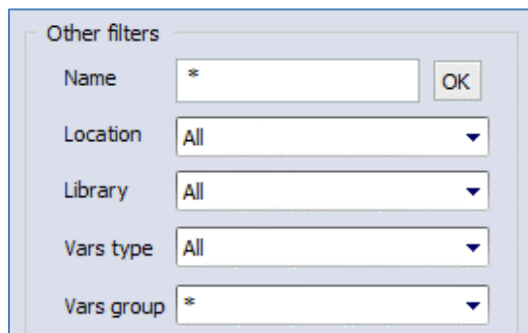 Other filters
Name * OK
Location All
Library All
Vars type All
Vars group *